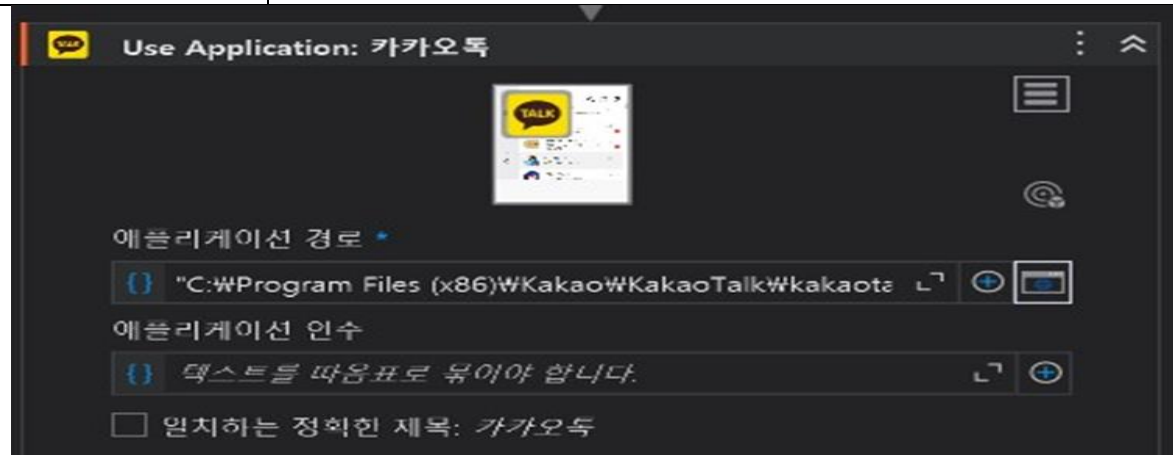 Use Application: 카카오톡
TALK
애플리케이션 경로 *
{} "C:₩Program Files (x86)₩Kakao₩KakaoTalk₩kakaota
애플리케이션 인수
{} 텍스트를 따옴표로 묶어야 합니다.
일치하는 정확한 제목: 카카오톡